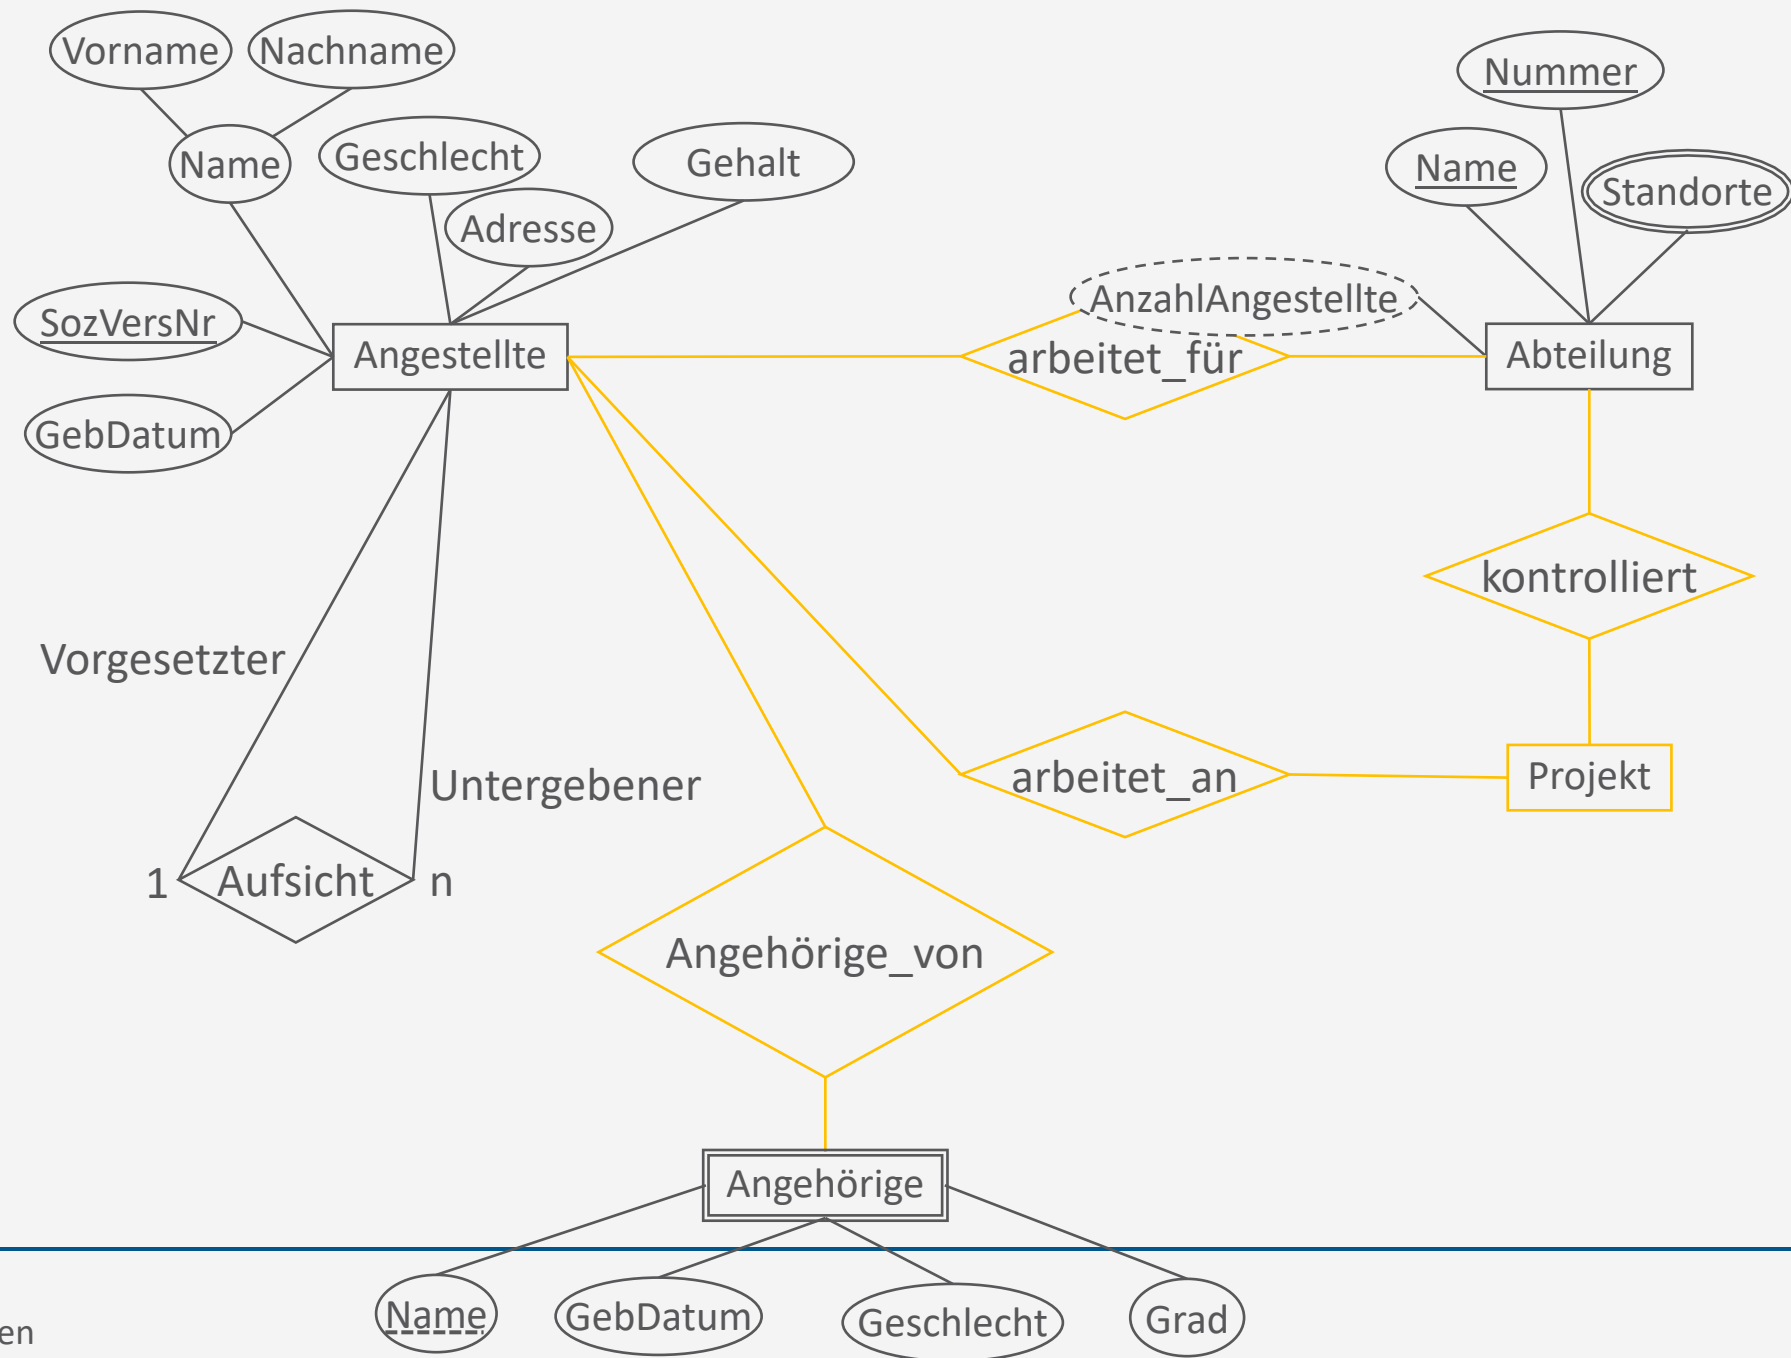 Vorname
Nachname
Nummer
Name
Geschlecht
Gehalt
Name
Standorte
Adresse
AnzahlAngestellte
SozVersNr
Angestellte
arbeitet_für
Abteilung
GebDatum
kontrolliert
Vorgesetzter
Untergebener
arbeitet_an
Projekt
1
Aufsicht
n
Angehörige_von
Angehörige
Name
GebDatum
Geschlecht
Grad
en